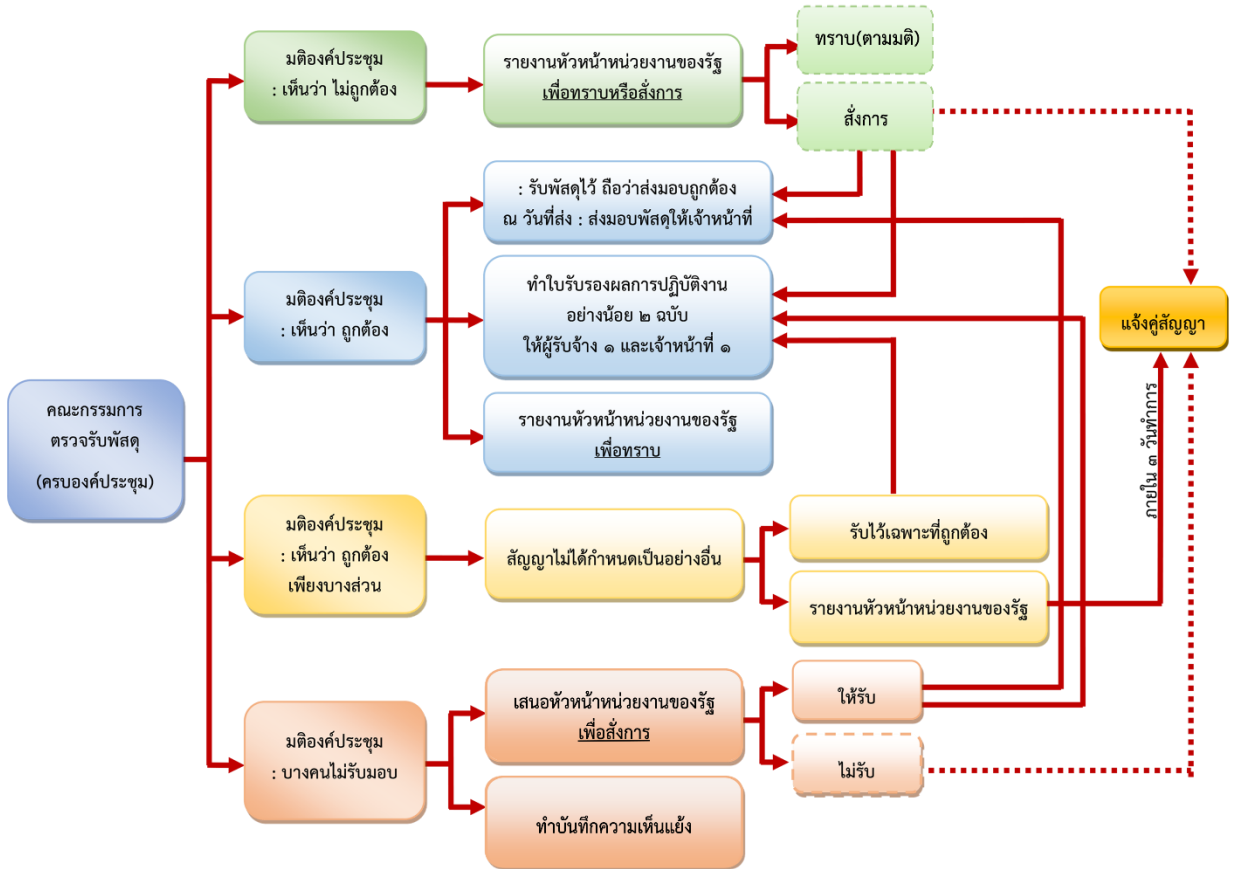 คณะกรรมการ
ตรวจรับพัสดุ
(ครบองค์ประชุม)
มติองค์ประชุม
: เห็นว่า ไม่ถูกต้อง
รายงานหัวหน้าหน่วยงานของรัฐ
เพื่อทราบหรือสั่งการ
ทราบ(ตามมติ)
สั่งการ
มติองค์ประชุม
: เห็นว่า ถูกต้อง
: รับพัสดุไว้ ถือว่าส่งมอบถูกต้อง
ณ วันที่ส่ง : ส่งมอบพัสดุให้เจ้าหน้าที่
ทำใบรับรองผลการปฏิบัติงาน
อย่างน้อย ๒ ฉบับ
ให้ผู้รับจ้าง ๑ และเจ้าหน้าที่ ๑
รายงานหัวหน้าหน่วยงานของรัฐ
เพื่อทราบ
มติองค์ประชุม
: เห็นว่า ถูกต้อง
เพียงบางส่วน
สัญญาไม่ได้กำหนดเป็นอย่างอื่น
รับไว้เฉพาะที่ถูกต้อง
รายงานหัวหน้าหน่วยงานของรัฐ
มติองค์ประชุม
: บางคนไม่รับมอบ
เสนอหัวหน้าหน่วยงานของรัฐ
เพื่อสั่งการ
ทำบันทึกความเห็นแย้ง
ให้รับ
ไม่รับ
ภายใน ๓ วันทำการ
แจ้งคู่สัญญา